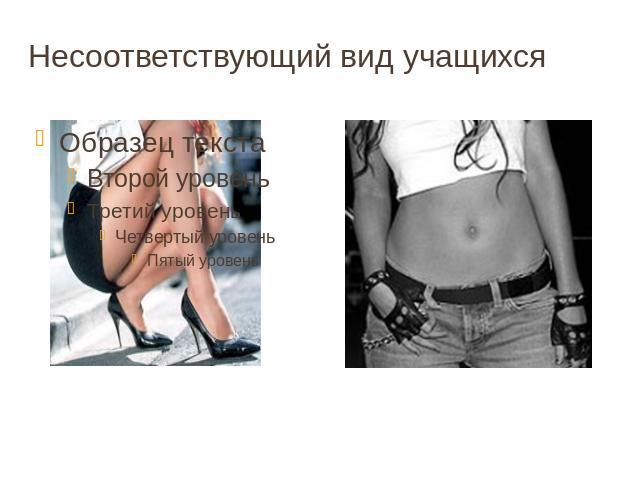 Несоответствующий вид учащихся
Образец текста
Второй уровень
Третий уровень
Четвертый уровень
Пятый уровень